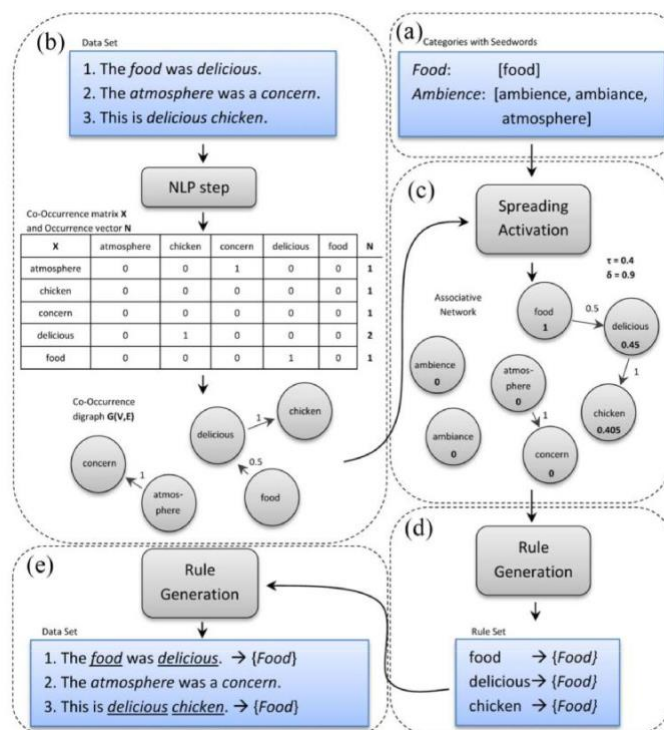 (b)
Data Set
1. The food was delicious.
2. The atmosphere was a concern.
3. This is delicious chicken.
NLP step
Co-Occurrence matrix X
and Occurrence vector N
X atmosphere chicken concern delicious food N
atmosphere 0 0 1 0 0 1
chicken 0 0 0 0 0 1
concern 0 0 0 0 0 1
delicious 0 1 0 0 0 2
food 0 0 0 1 0 1
Co-Occurrence
digraph G(V,E)
chicken
1
delicious
concern
0.5
1
atmos-
phere
food
(a)
Categories with Seedwords
Food: [food]
Ambience: [ambience, ambiance,
atmosphere]
(c)
Spreading
Activation
τ = 0.4
δ = 0.9
Associative
Network
food
1
0.5
delicious
0.45
ambience
0
atmos-
phere
0
1
chicken
0.405
ambiance
0
1
concern
0
(d)
Rule
Generation
Rule Set
food → {Food}
delicious→ {Food}
chicken → {Food}
(e)
Rule
Generation
Data Set
1. The food was delicious. → {Food}
2. The atmosphere was a concern.
3. This is delicious chicken. → {Food}